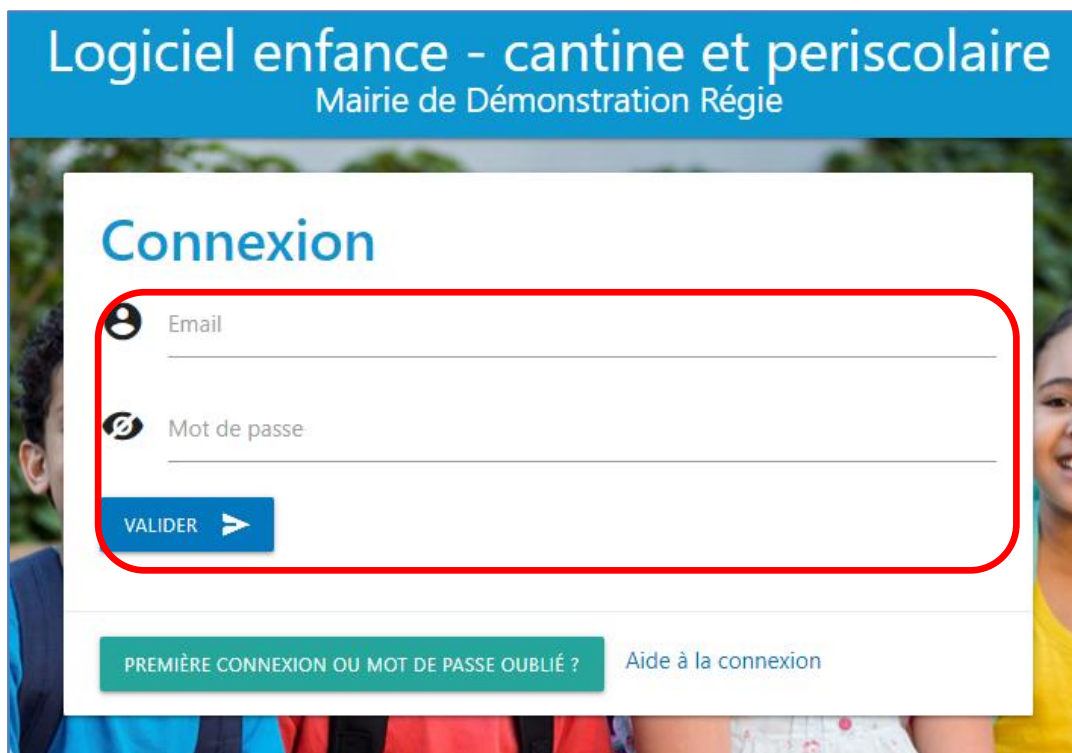 Logiciel enfance - cantine et periscolaire
Mairie de Démonstration Régie
Connexion
Email
Mot de passe
VALIDER
PREMIÈRE CONNEXION OU MOT DE PASSE OUBLIÉ ?
Aide à la connexion